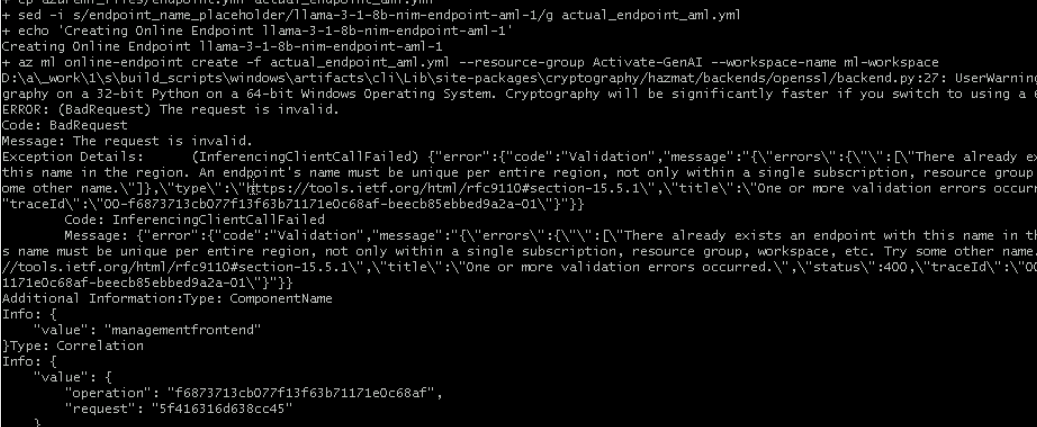 + cp azureml_files/endpoint.yml actual_endpoint_aml.yml
+ sed -i s/endpoint_name_placeholder/llama-3-1-8b-nim-endpoint-aml-1/g actual_endpoint_aml.yml
+ echo 'Creating Online Endpoint llama-3-1-8b-nim-endpoint-aml-1'
Creating Online Endpoint llama-3-1-8b-nim-endpoint-aml-1
+ az ml online-endpoint create -f actual_endpoint_aml.yml --resource-group Activate-GenAI --workspace-name ml-workspace
D:\a\_work\1\s\build_scripts\windows\artifacts\cli\Lib\site-packages\cryptography/hazmat/backends/openssl/backend.py:27: UserWarning
graphy on a 32-bit Python on a 64-bit Windows Operating System. Cryptography will be significantly faster if you switch to using a 6
ERROR: (BadRequest) The request is invalid.
Code: BadRequest
Message: The request is invalid.
Exception Details:	(InferencingClientCallFailed) {"error":{"code":"Validation","message":"{\"errors\":{\"\":[\"There already ex
this name in the region. An endpoint's name must be unique per entire region, not only within a single subscription, resource group
ome other name.\"]},\"type\":\"https://tools.ietf.org/html/rfc9110#section-15.5.1\",\"title\":\"One or more validation errors occurr
"traceId\":\"00-f6873713cb077f13f63b71171e0c68af-beecb85ebbed9a2a-01\"}"}}
Code: InferencingClientCallFailed
Message: {"error":{"code":"Validation","message":"{\"errors\":{\"\":[\"There already exists an endpoint with this name in th
s name must be unique per entire region, not only within a single subscription, resource group, workspace, etc. Try some other name.
//tools.ietf.org/html/rfc9110#section-15.5.1\",\"title\":\"One or more validation errors occurred.\",\"status\":400,\"traceId\":\"00
1171e0c68af-beecb85ebbed9a2a-01\"}"}}
Additional Information:Type: ComponentName
Info: {
"value": "managementfrontend"
}Type: Correlation
Info: {
"value": {
"operation": "f6873713cb077f13f63b71171e0c68af",
"request": "5f416316d638cc45"
}